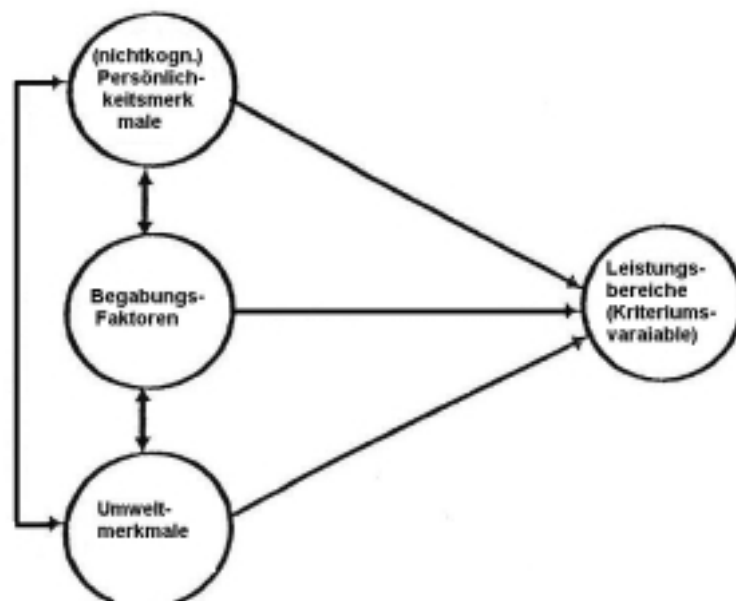 (nichtkogn.)
Persönlich-
keitsmerk
male
Begabungs-
Faktoren
Umwelt-
merkmale
Leistungs-
bereiche
(Kriteriums-
varaiable)